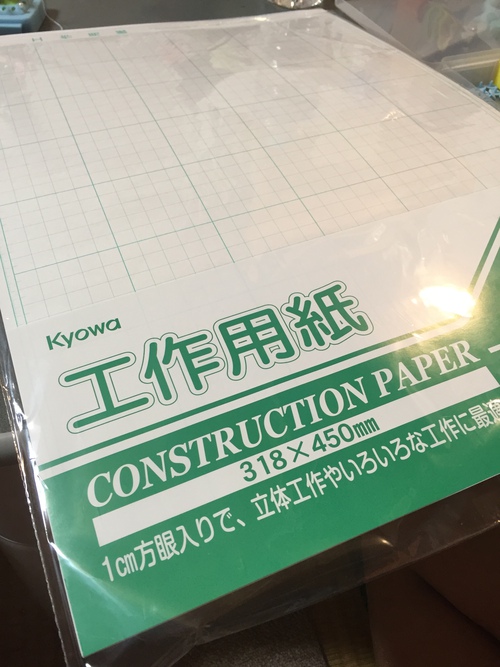 Kyowa
工作用紙
CONSTRUCTION PAPER
318×450mm
1cm方眼入りで、立体工作やいろいろな工作に最適